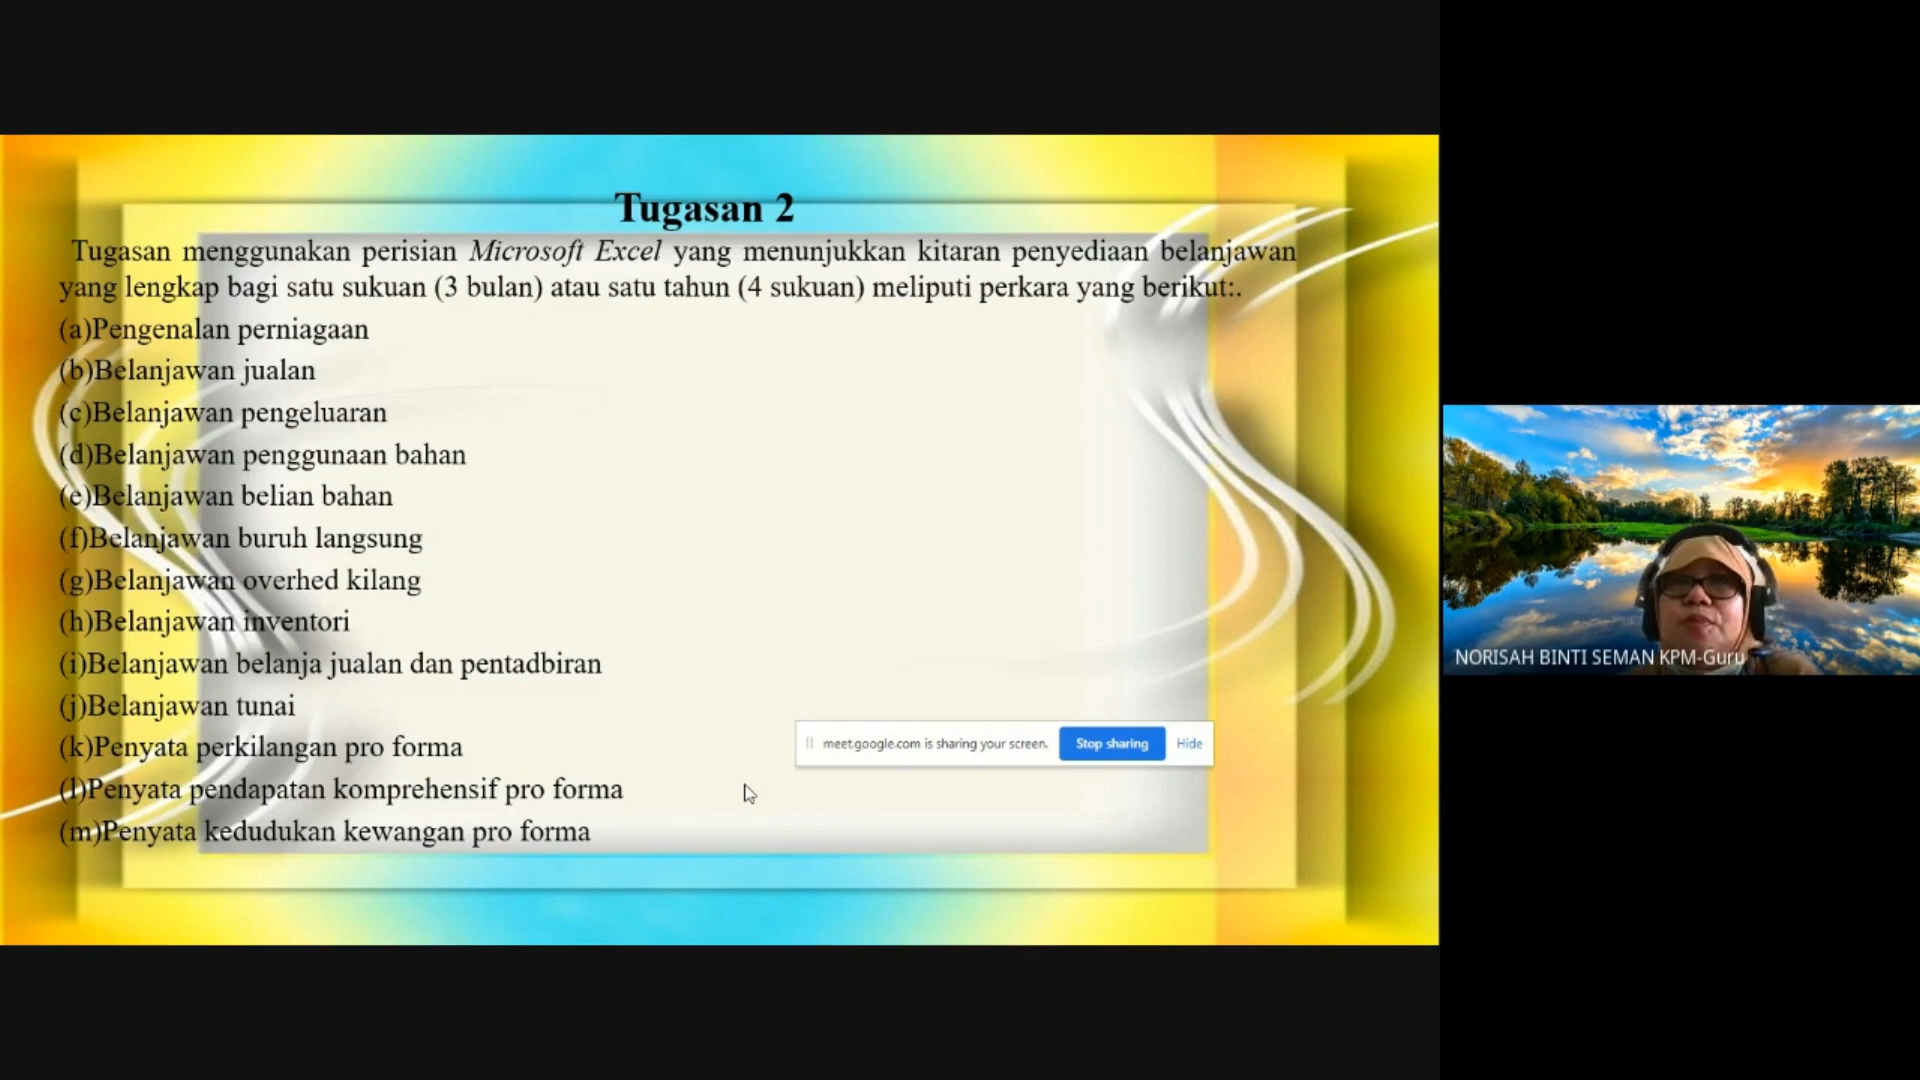 Tugasan 2
Tugasan menggunakan perisian Microsoft Excel yang menunjukkan kitaran penyediaan belanjawan
yang lengkap bagi satu sukuan (3 bulan) atau satu tahun (4 sukuan) meliputi perkara yang berikut:.
(a)Pengenalan perniagaan
(b)Belanjawan jualan
(c)Belanjawan pengeluaran
(d)Belanjawan penggunaan bahan
(e)Belanjawan belian bahan
(f)Belanjawan buruh langsung
(g)Belanjawan overhed kilang
(h)Belanjawan inventori
(i)Belanjawan belanja jualan dan pentadbiran
(j)Belanjawan tunai
(k)Penyata perkilangan pro forma
(l)Penyata pendapatan komprehensif pro forma
(m)Penyata kedudukan kewangan pro forma
meet.google.com is sharing your screen. Stop sharing Hide
NORISAH BINTI SEMAN KPM-Guru